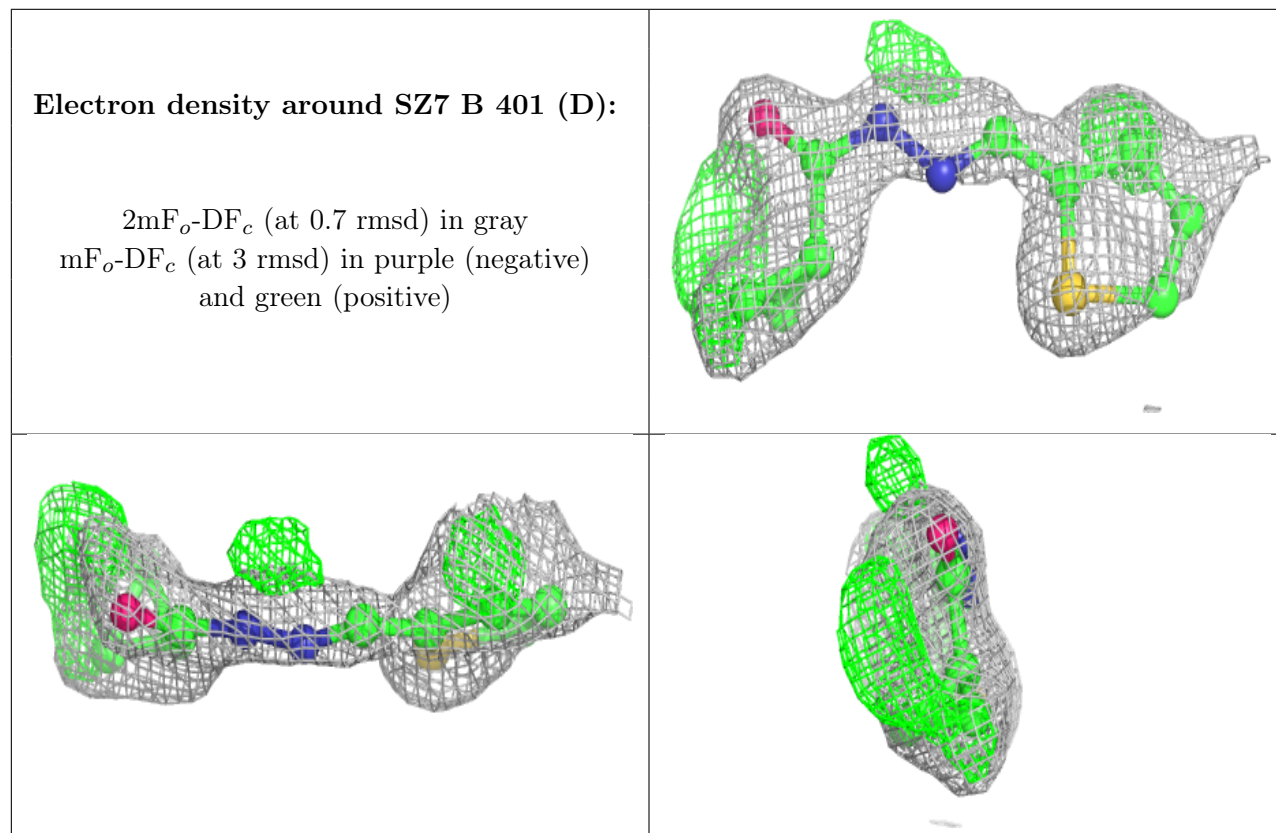 Electron density around SZ7 B 401 (D):
2mFₒ-DF𝒸 (at 0.7 rmsd) in gray
mFₒ-DF𝒸 (at 3 rmsd) in purple (negative)
and green (positive)